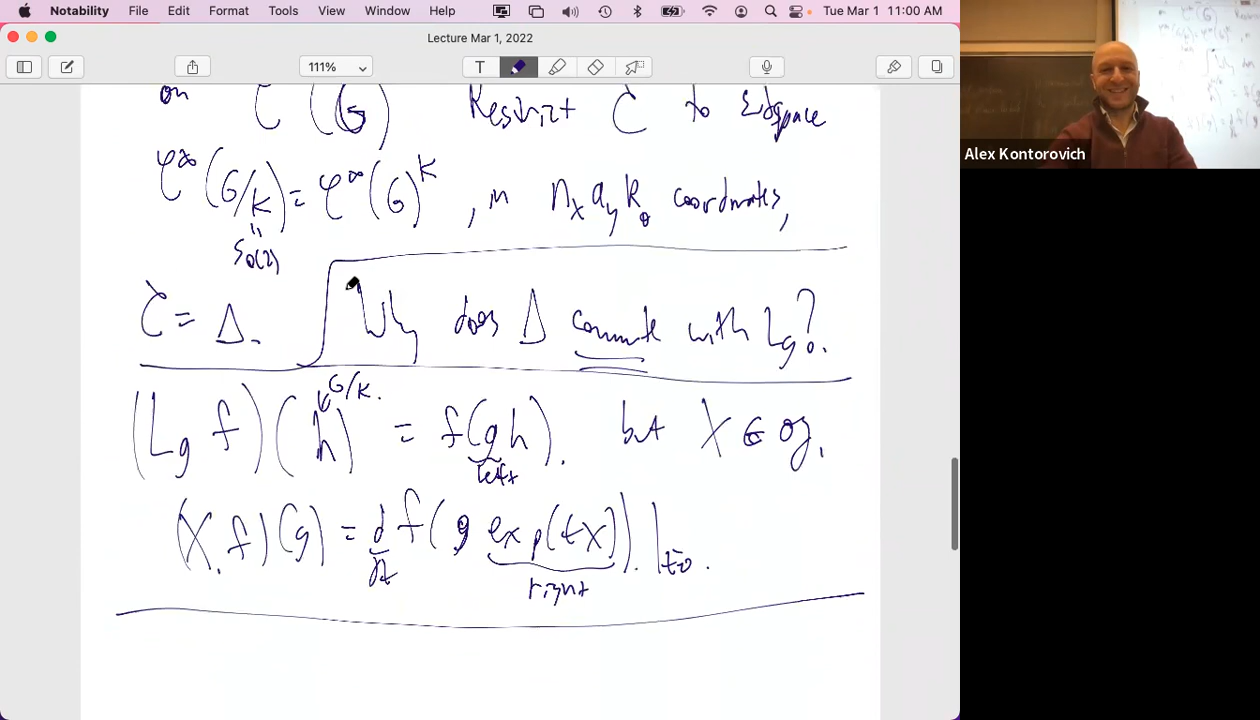 Notability File Edit Format Tools View Window Help Tue Mar 1 11:00 AM
Lecture Mar 1, 2022
111%
T
on C^∞(G) Restrict Č to subspace
C^∞(G/K) = C^∞(G)^K, in n_x a_y k_θ coordinates,
"
SO(2)
Č = Δ. Why does Δ commute with L_g?.
G/K.
(L_g f)(h) = f(gh). but X ∈ 𝔤,
left
(X.f)(g) = d/dt f(g exp(tX)).|t=0.
right
Alex Kontorovich